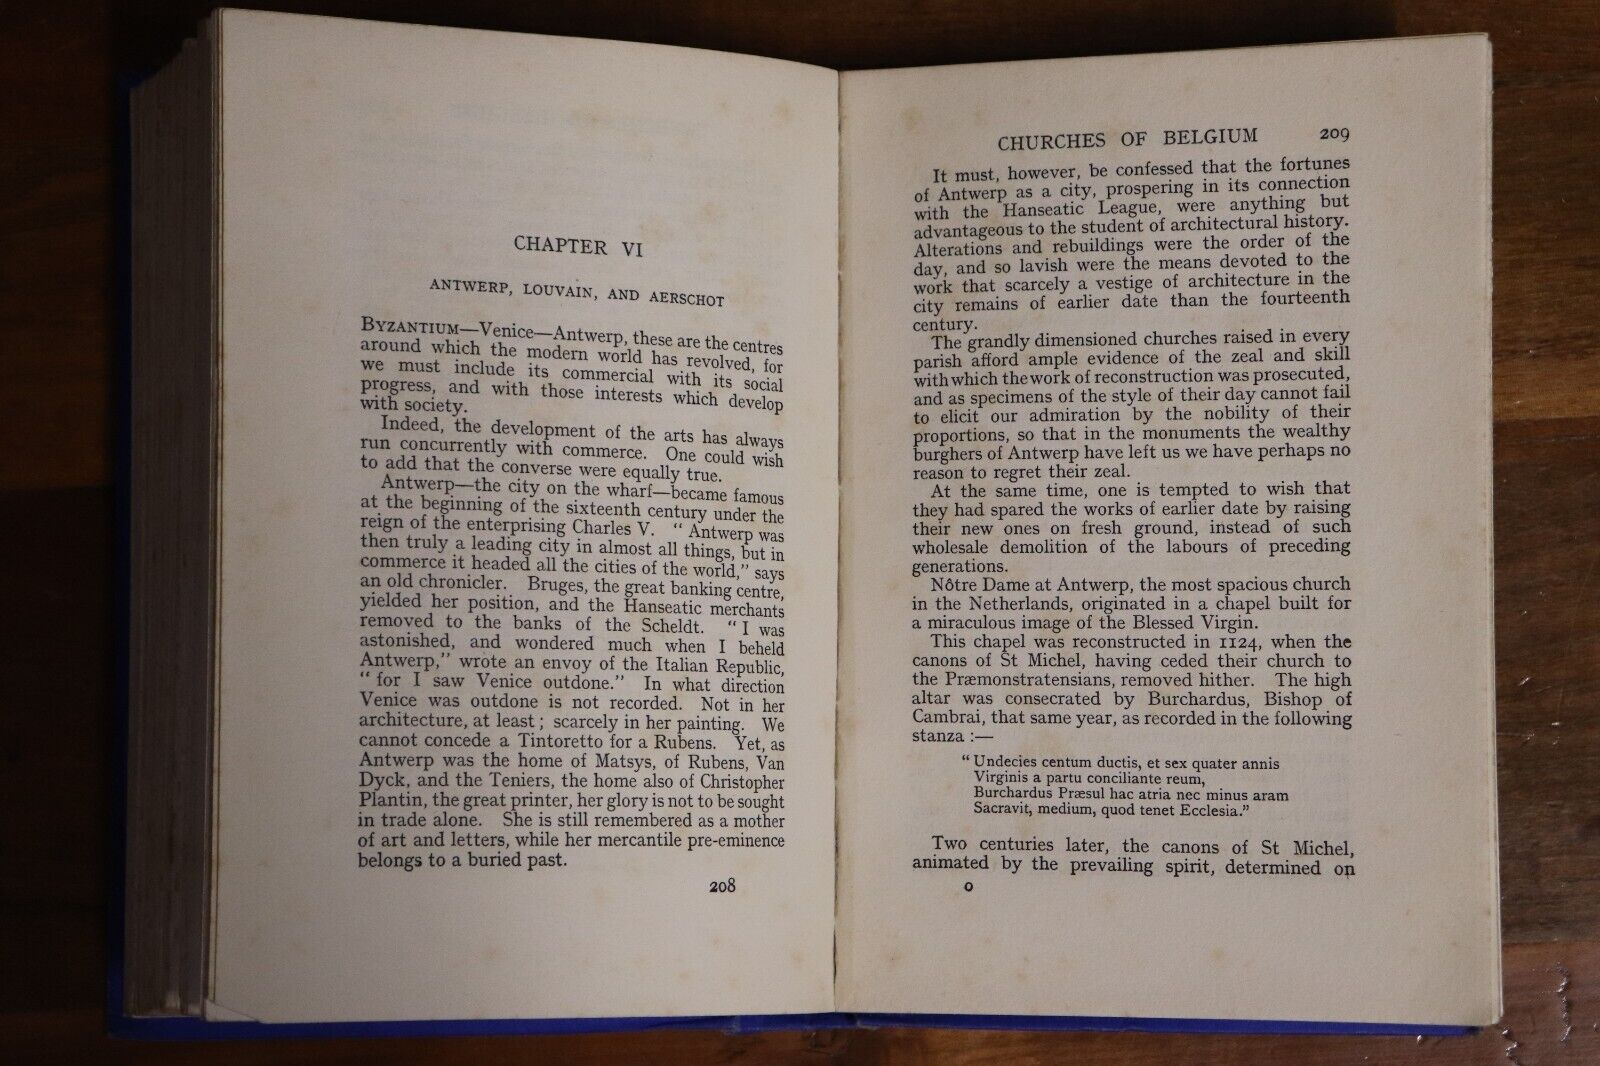 CHAPTER VI
ANTWERP, LOUVAIN, AND AERSCHOT
BYZANTIUM—Venice—Antwerp, these are the centres
around which the modern world has revolved, for
we must include its commercial with its social
progress, and with those interests which develop
with society.
Indeed, the development of the arts has always
run concurrently with commerce. One could wish
to add that the converse were equally true.
Antwerp—the city on the wharf—became famous
at the beginning of the sixteenth century under the
reign of the enterprising Charles V. “ Antwerp was
then truly a leading city in almost all things, but in
commerce it headed all the cities of the world,” says
an old chronicler. Bruges, the great banking centre,
yielded her position, and the Hanseatic merchants
removed to the banks of the Scheldt. “ I was
astonished, and wondered much when I beheld
Antwerp,” wrote an envoy of the Italian Republic,
“ for I saw Venice outdone.” In what direction
Venice was outdone is not recorded. Not in her
architecture, at least ; scarcely in her painting. We
cannot concede a Tintoretto for a Rubens. Yet, as
Antwerp was the home of Matsys, of Rubens, Van
Dyck, and the Teniers, the home also of Christopher
Plantin, the great printer, her glory is not to be sought
in trade alone. She is still remembered as a mother
of art and letters, while her mercantile pre-eminence
belongs to a buried past.
208
CHURCHES OF BELGIUM 209
It must, however, be confessed that the fortunes
of Antwerp as a city, prospering in its connection
with the Hanseatic League, were anything but
advantageous to the student of architectural history.
Alterations and rebuildings were the order of the
day, and so lavish were the means devoted to the
work that scarcely a vestige of architecture in the
city remains of earlier date than the fourteenth
century.
The grandly dimensioned churches raised in every
parish afford ample evidence of the zeal and skill
with which the work of reconstruction was prosecuted,
and as specimens of the style of their day cannot fail
to elicit our admiration by the nobility of their
proportions, so that in the monuments the wealthy
burghers of Antwerp have left us we have perhaps no
reason to regret their zeal.
At the same time, one is tempted to wish that
they had spared the works of earlier date by raising
their new ones on fresh ground, instead of such
wholesale demolition of the labours of preceding
generations.
Nôtre Dame at Antwerp, the most spacious church
in the Netherlands, originated in a chapel built for
a miraculous image of the Blessed Virgin.
This chapel was reconstructed in 1124, when the
canons of St Michel, having ceded their church to
the Præmonstratensians, removed hither. The high
altar was consecrated by Burchardus, Bishop of
Cambrai, that same year, as recorded in the following
stanza :—
“ Undecies centum ductis, et sex quater annis
Virginis a partu conciliante reum,
Burchardus Præsul hac atria nec minus aram
Sacravit, medium, quod tenet Ecclesia.”
Two centuries later, the canons of St Michel,
animated by the prevailing spirit, determined on
O